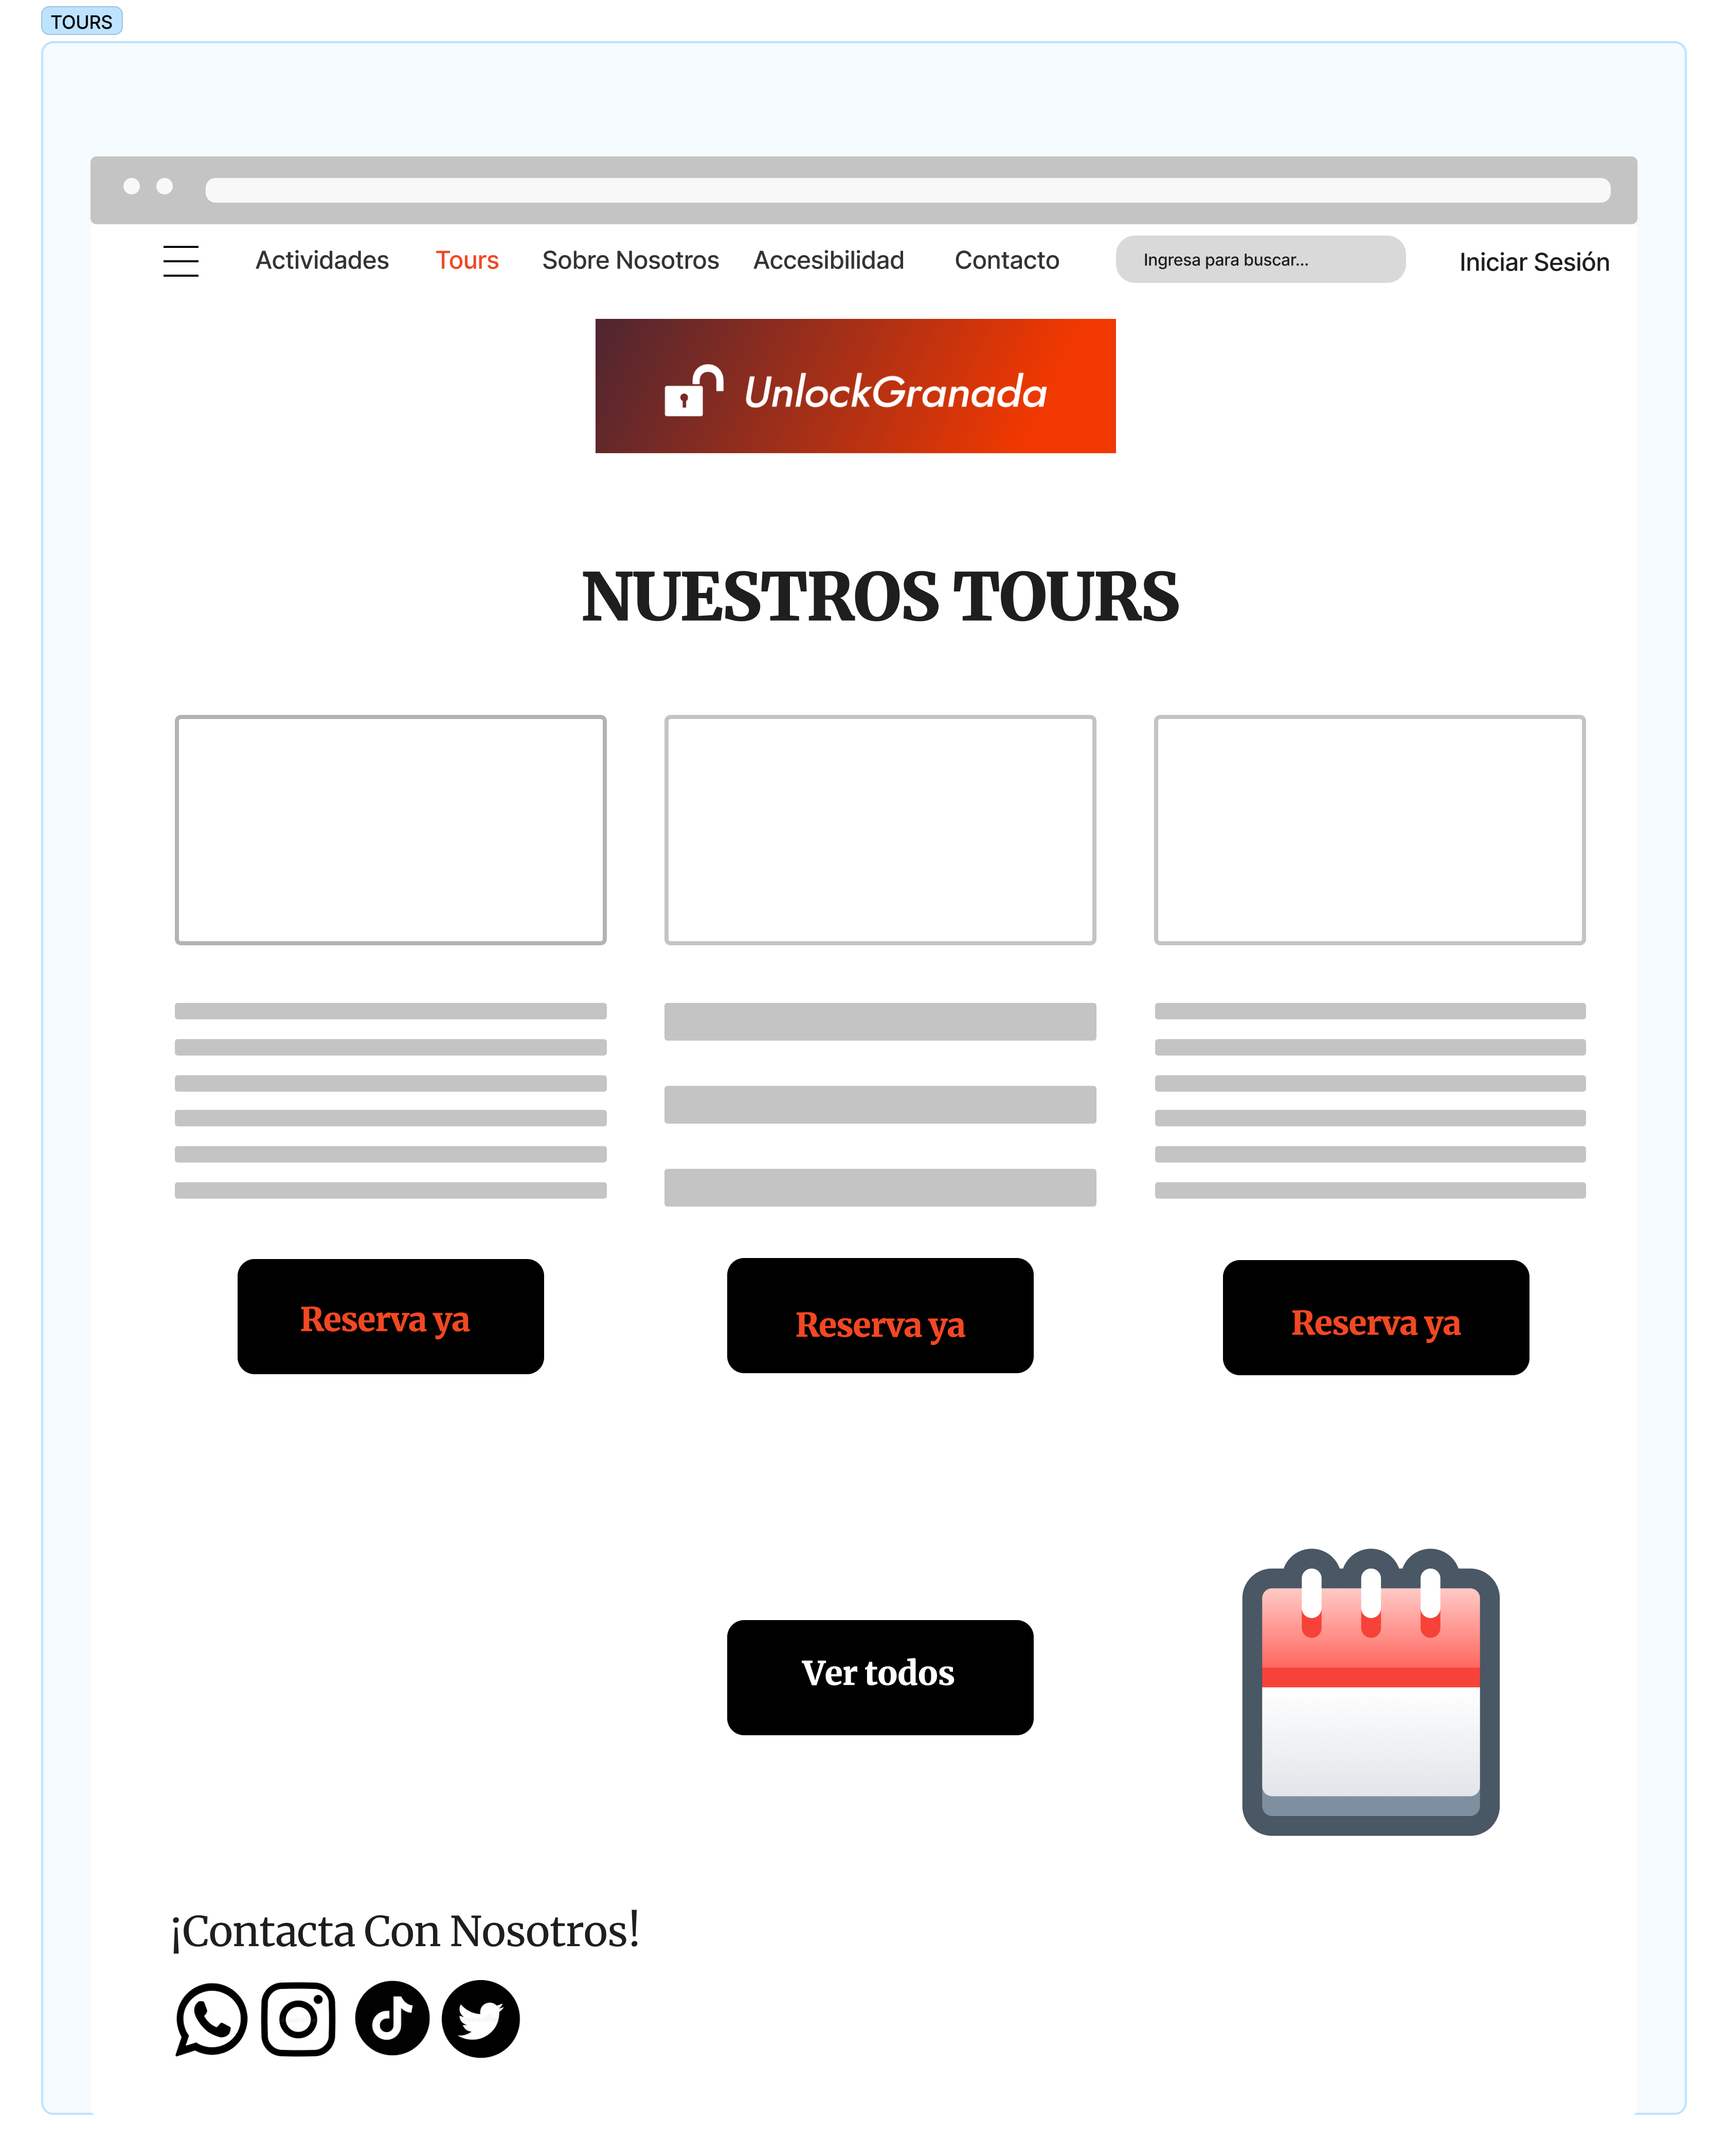 TOURS
Actividades Tours Sobre Nosotros Accesibilidad Contacto Ingresa para buscar... Iniciar Sesión
UnlockGranada
NUESTROS TOURS
Reserva ya Reserva ya Reserva ya
Ver todos
¡Contacta Con Nosotros!